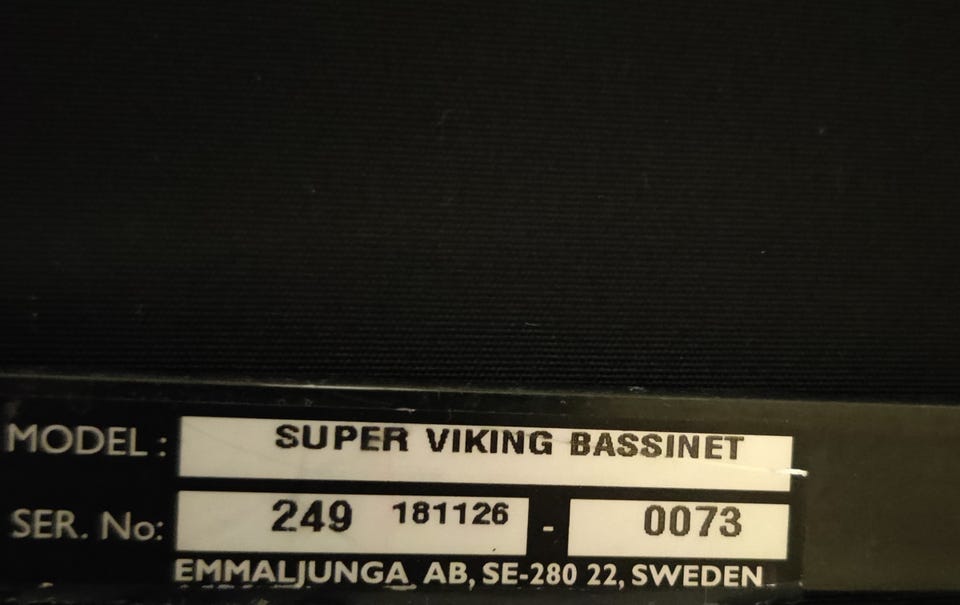 MODEL: SUPER VIKING BASSINET
SER. No: 249 181126 - 0073
EMMALJUNGA AB, SE-280 22, SWEDEN